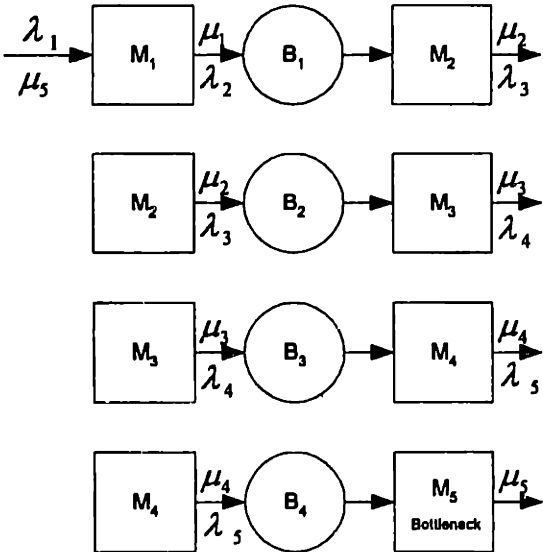 λ₁ μ₁ μ₂
M₁ B₁ M₂
μ₅ λ₂ λ₃
μ₂ μ₃
M₂ B₂ M₃
λ₃ λ₄
μ₃ μ₄
M₃ B₃ M₄
λ₄ λ₅
μ₄ μ₅
M₄ B₄ M₅
λ₅ Bottleneck